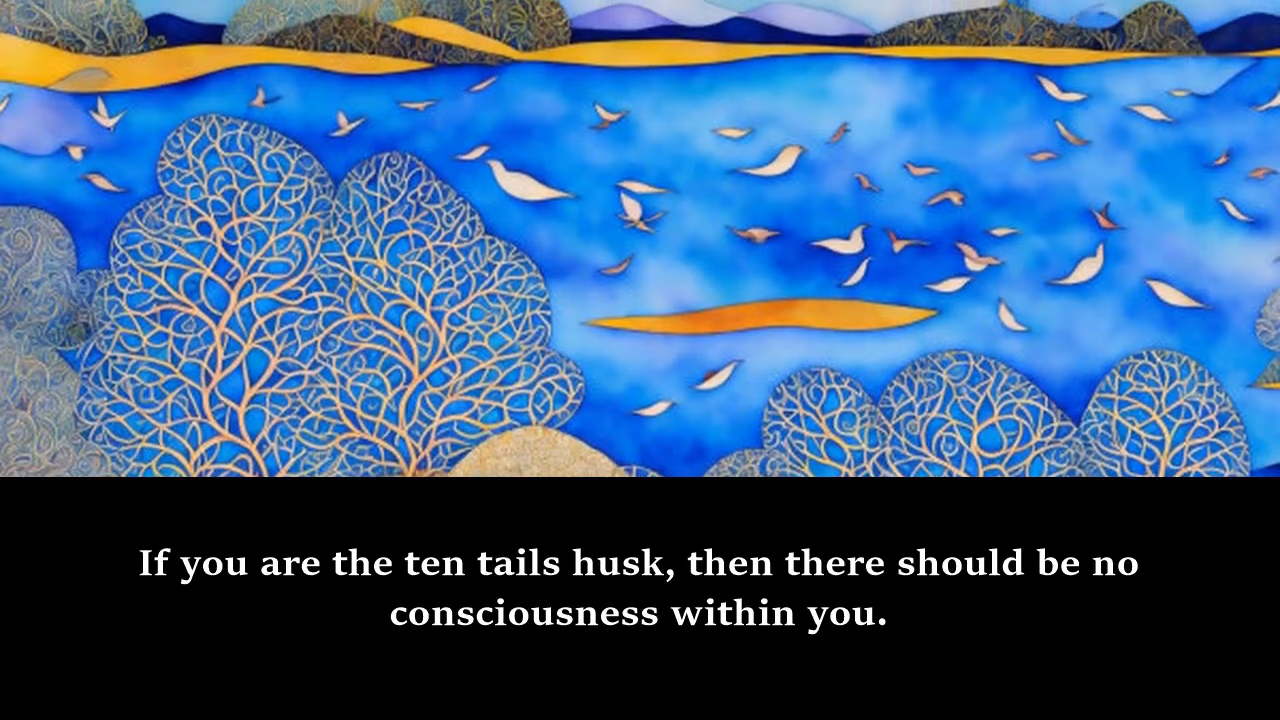 If you are the ten tails husk, then there should be no
consciousness within you.